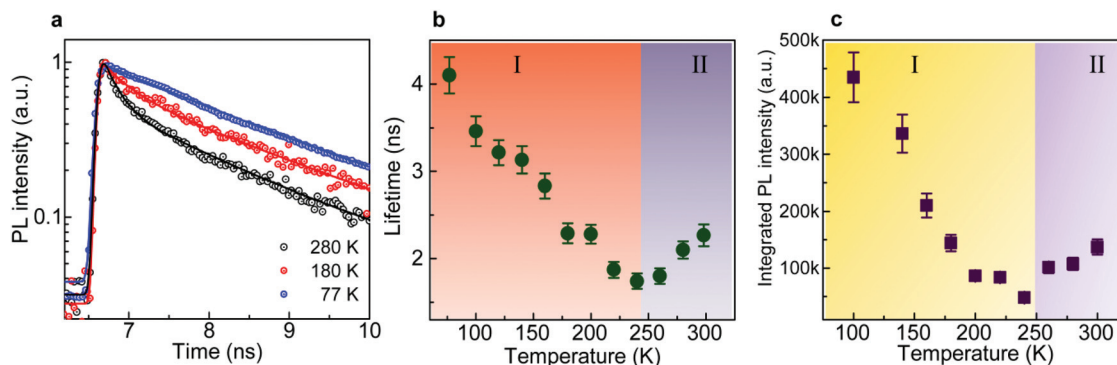 a
PL intensity (a.u.)
1
0.1
280 K
180 K
77 K
7
8
9
10
Time (ns)
b
Lifetime (ns)
4
3
2
I
II
100
150
200
250
300
Temperature (K)
c
Integrated PL intensity (a.u.)
500k
400k
300k
200k
100k
I
II
100
150
200
250
300
Temperature (K)